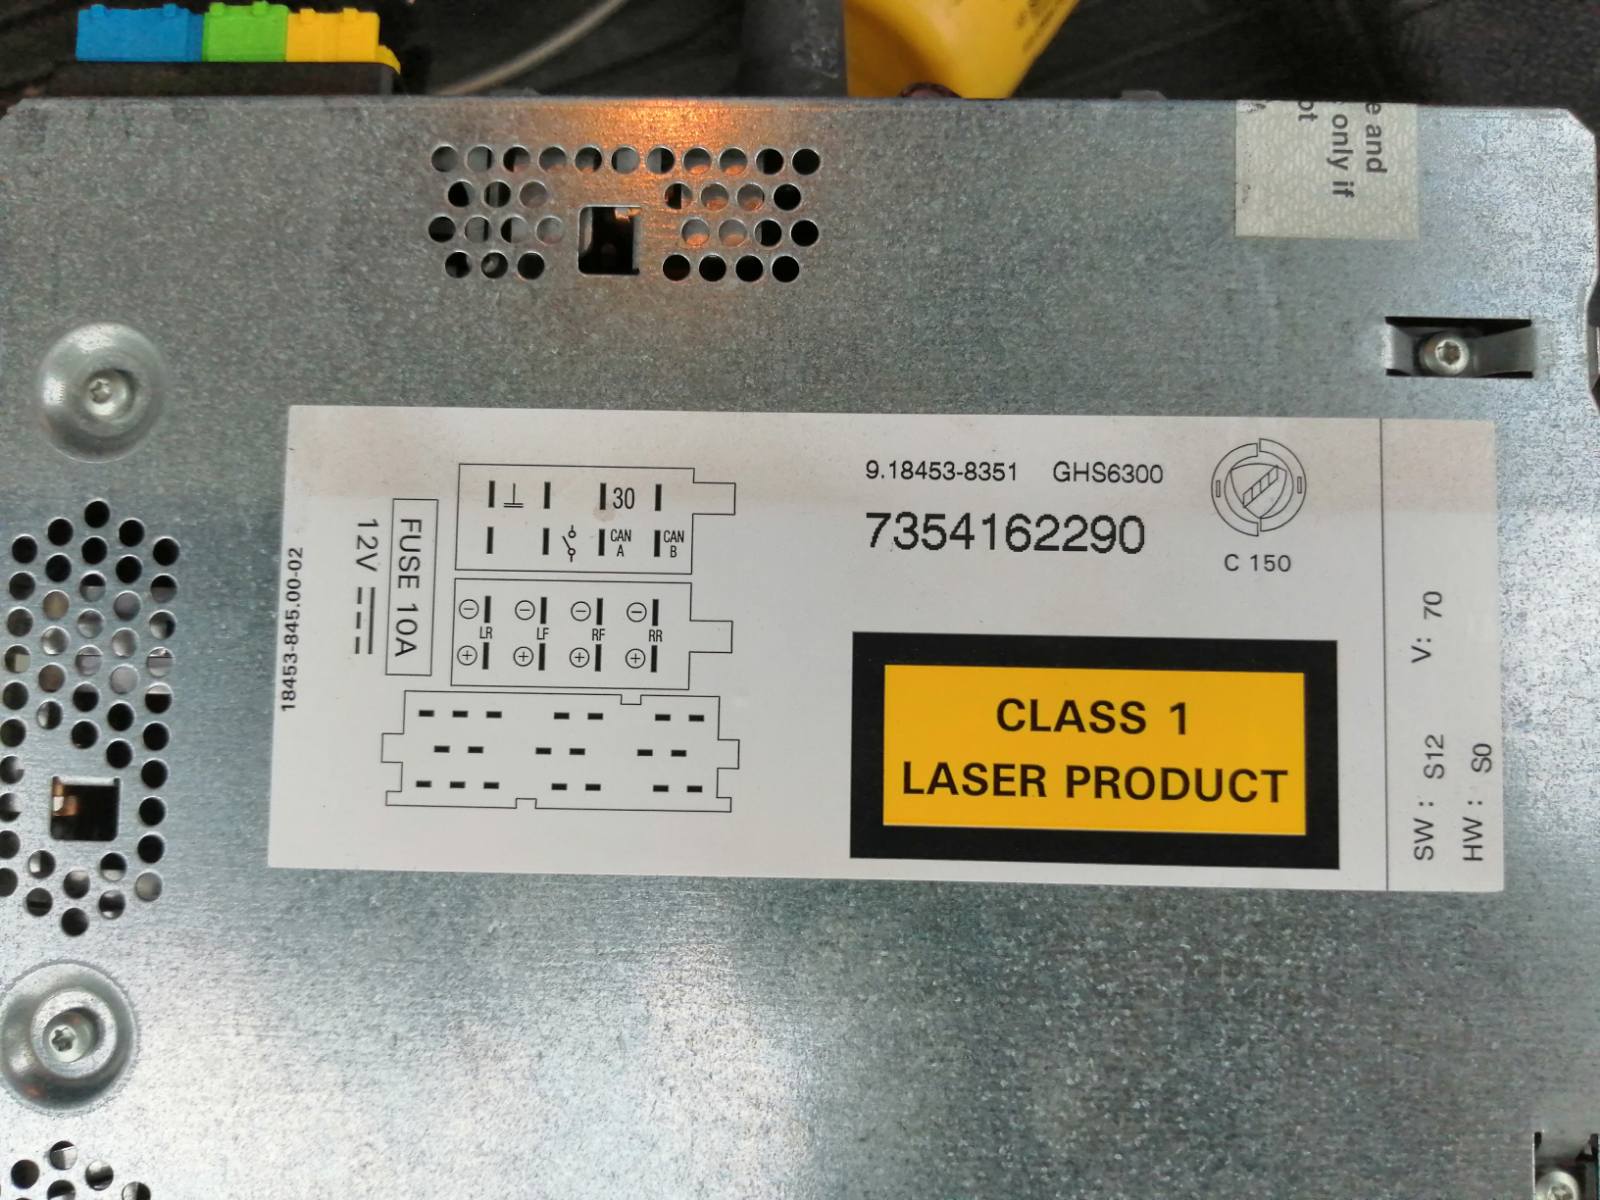 e and
only if
ot
9.18453-8351 GHS6300
7354162290
C 150
30
CAN A
CAN B
LR LF RF RR
FUSE 10A
12V
18453-845.00-02
CLASS 1
LASER PRODUCT
V: 70
SW: S12
HW: S0